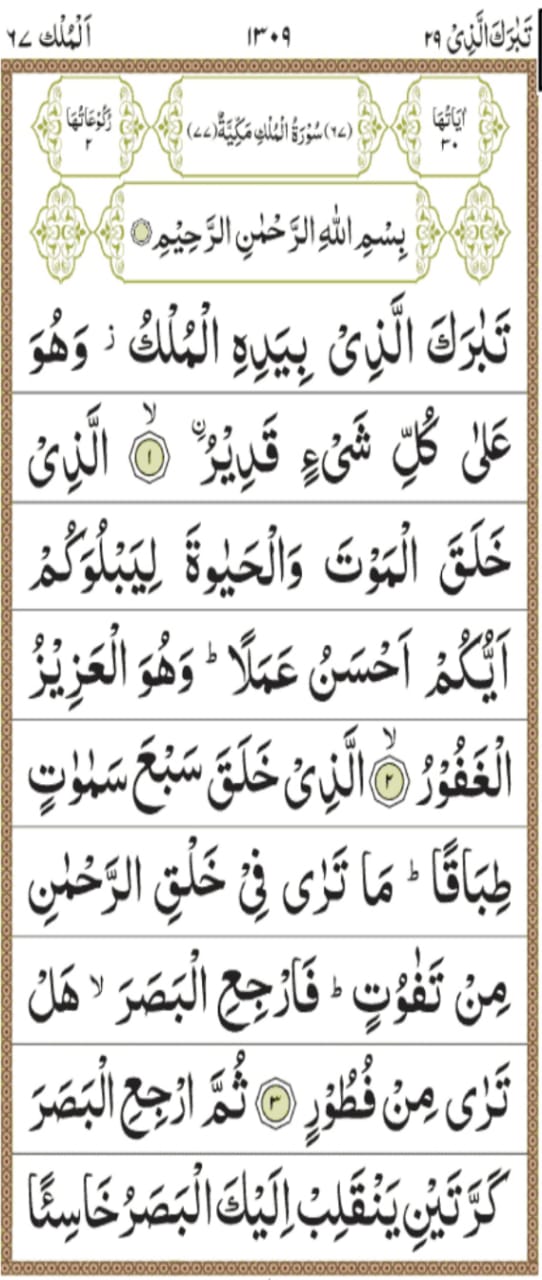 تَبٰرَكَ الَّذِیْ ٢٩ ١٣٠٩ اَلْمُلْك ٦٧
اٰیَاتُهَا ٣٠ (٦٧) سُوْرَةُ الْمُلْكِ مَكِّیَّةٌ (٧٧) رُكُوْعَاتُهَا ٢
بِسْمِ اللّٰهِ الرَّحْمٰنِ الرَّحِیْمِ
تَبٰرَكَ الَّذِیْ بِیَدِهِ الْمُلْكُ ز وَهُوَ
عَلٰی كُلِّ شَیْءٍ قَدِیْرُ ۨ ۙ ١ الَّذِیْ
خَلَقَ الْمَوْتَ وَالْحَیٰوةَ لِیَبْلُوَكُمْ
اَیُّكُمْ اَحْسَنُ عَمَلًا ؕ وَهُوَ الْعَزِیْزُ
الْغَفُوْرُ ۙ ٢ الَّذِیْ خَلَقَ سَبْعَ سَمٰوٰتٍ
طِبَاقًا ؕ مَا تَرٰی فِیْ خَلْقِ الرَّحْمٰنِ
مِنْ تَفٰوُتٍ ؕ فَارْجِعِ الْبَصَرَ ۙ هَلْ
تَرٰی مِنْ فُطُوْرٍ ٣ ثُمَّ ارْجِعِ الْبَصَرَ
كَرَّتَیْنِ یَنْقَلِبْ اِلَیْكَ الْبَصَرُ خَاسِئًا